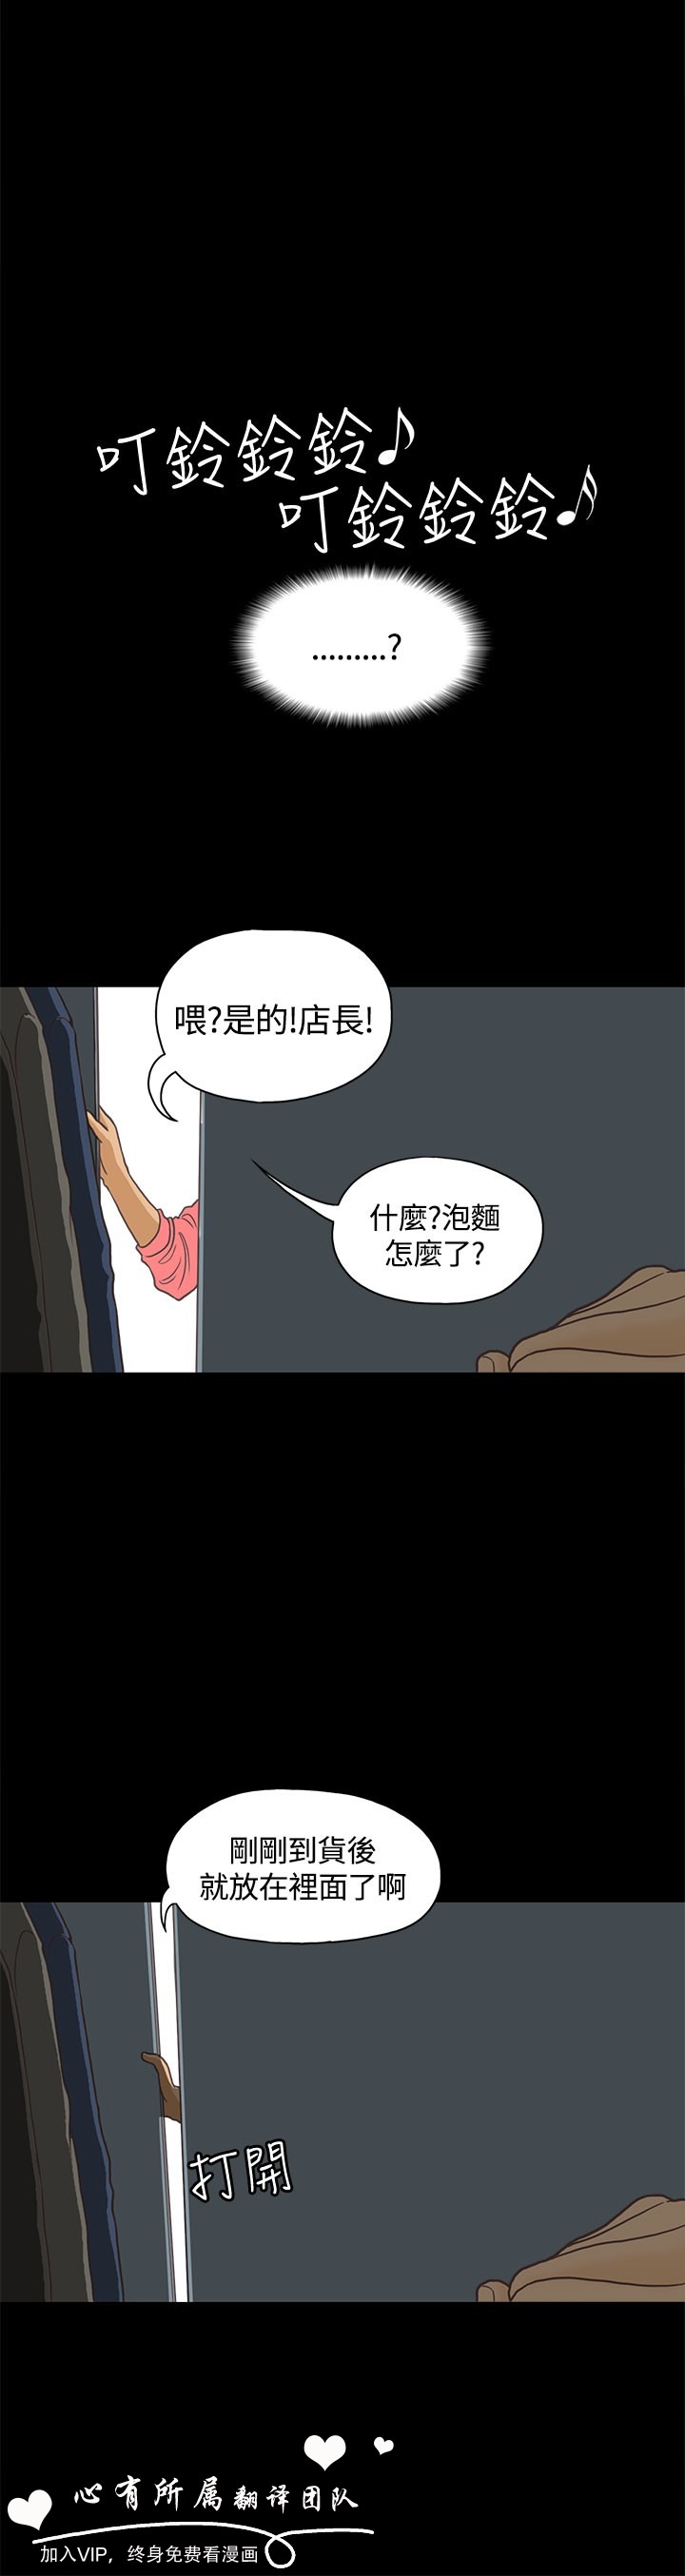 叮鈴鈴鈴♪
叮鈴鈴鈴♪
.........?
喂?是的!店長!
什麼?泡麵
怎麼了?
剛剛到貨後
就放在裡面了啊
打開
心有所属翻译团队
加入VIP，终身免费看漫画